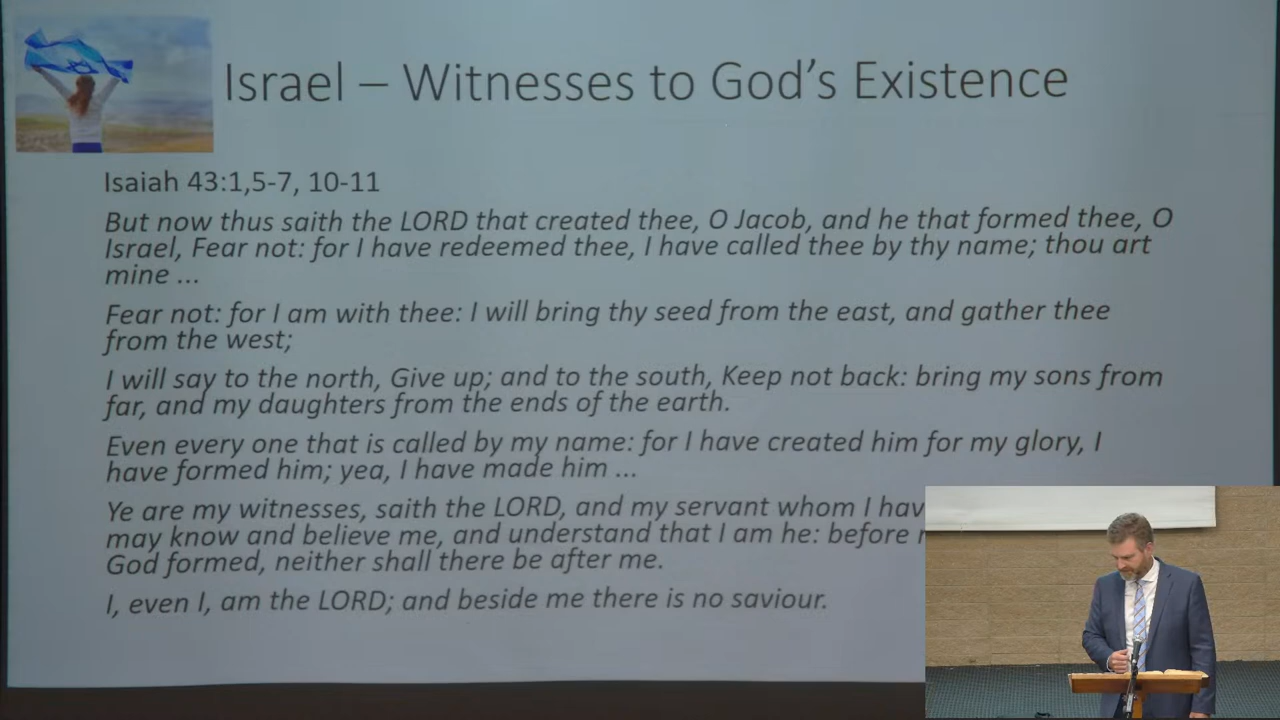 Israel – Witnesses to God's Existence
Isaiah 43:1,5-7, 10-11
But now thus saith the LORD that created thee, O Jacob, and he that formed thee, O
Israel, Fear not: for I have redeemed thee, I have called thee by thy name; thou art
mine ...
Fear not: for I am with thee: I will bring thy seed from the east, and gather thee
from the west;
I will say to the north, Give up; and to the south, Keep not back: bring my sons from
far, and my daughters from the ends of the earth.
Even every one that is called by my name: for I have created him for my glory, I
have formed him; yea, I have made him ...
Ye are my witnesses, saith the LORD, and my servant whom I
may know and believe me, and understand that I am he: before
God formed, neither shall there be after me.
I, even I, am the LORD; and beside me there is no saviour.